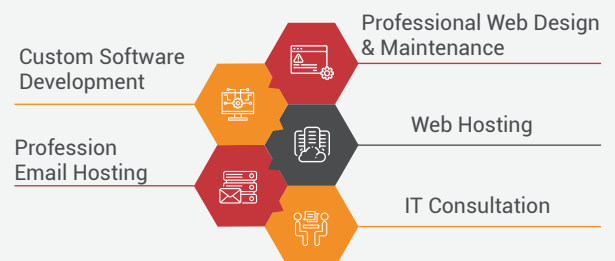 Professional Web Design
& Maintenance
Custom Software
Development
Web Hosting
Profession
Email Hosting
IT Consultation